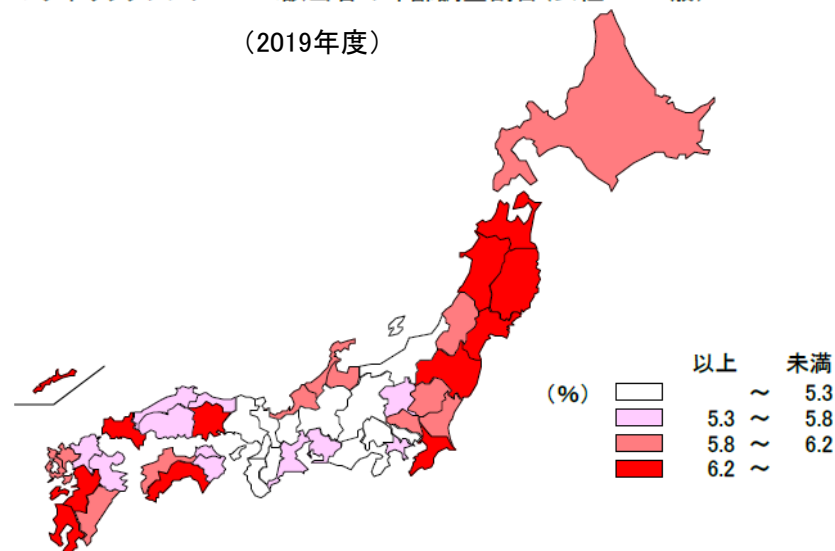 （2019年度）
以上 未満
（%） ～ 5.3
5.3 ～ 5.8
5.8 ～ 6.2
6.2 ～